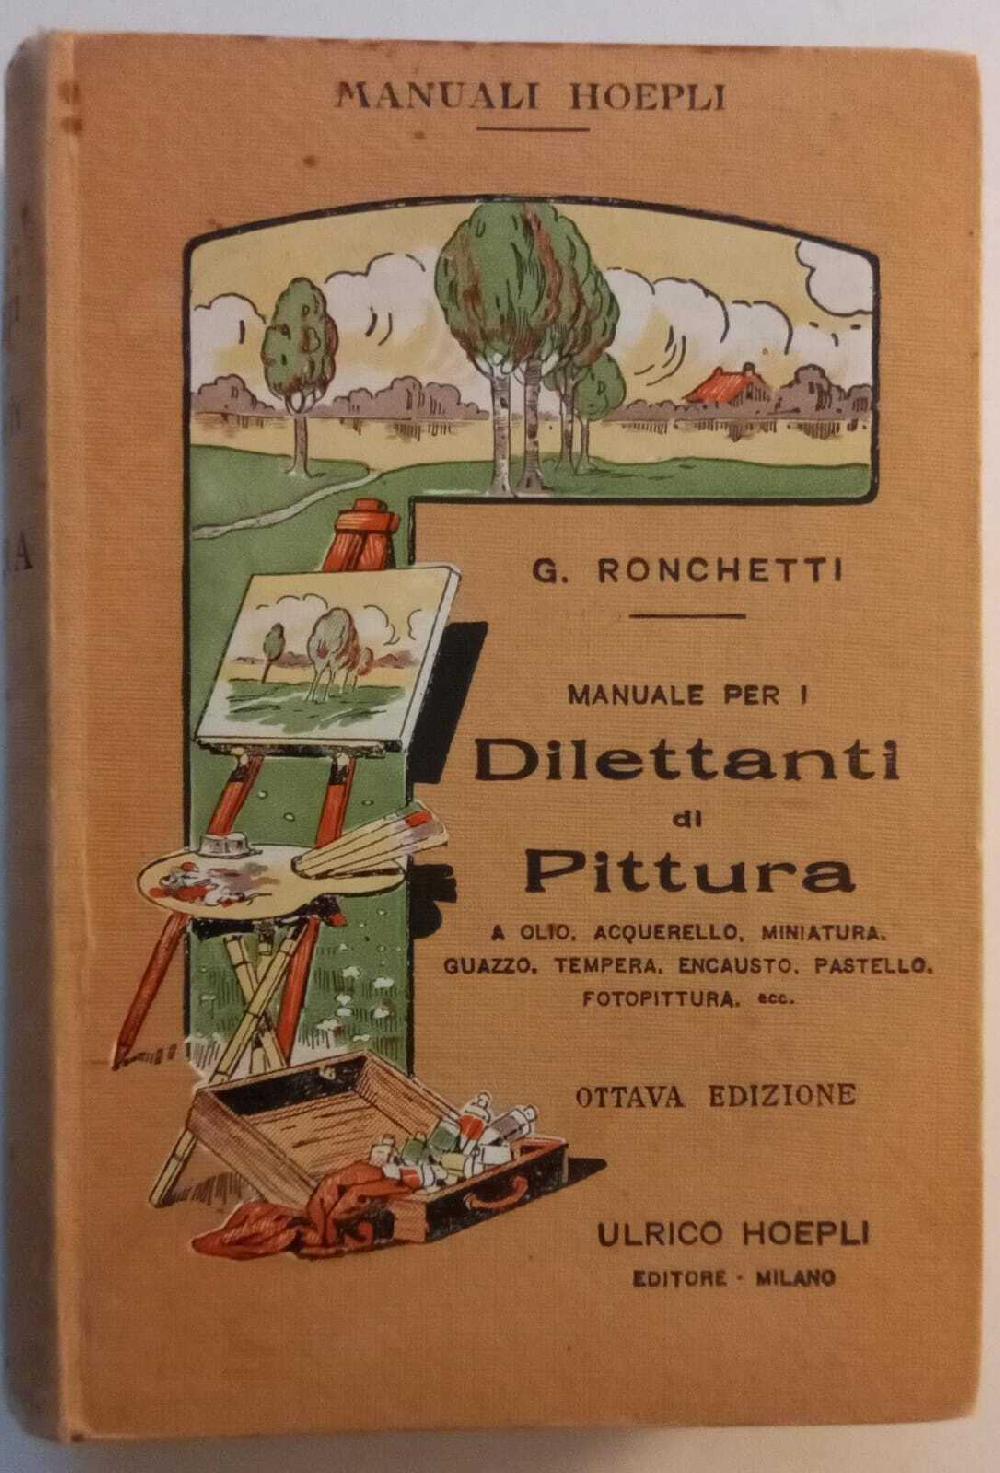 MANUALI HOEPLI
G. RONCHETTI
MANUALE PER I
Dilettanti
di
Pittura
A OLIO. ACQUERELLO. MINIATURA.
GUAZZO. TEMPERA. ENCAUSTO. PASTELLO.
FOTOPITTURA. ecc.
OTTAVA EDIZIONE
ULRICO HOEPLI
EDITORE - MILANO